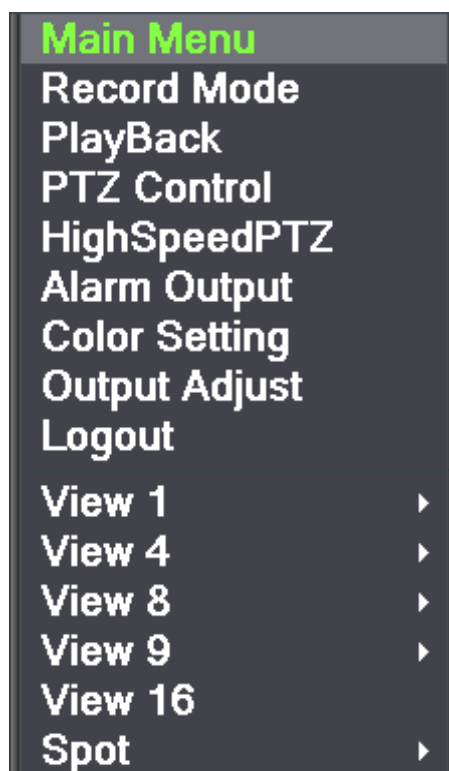 Main Menu
Record Mode
PlayBack
PTZ Control
HighSpeedPTZ
Alarm Output
Color Setting
Output Adjust
Logout
View 1
View 4
View 8
View 9
View 16
Spot